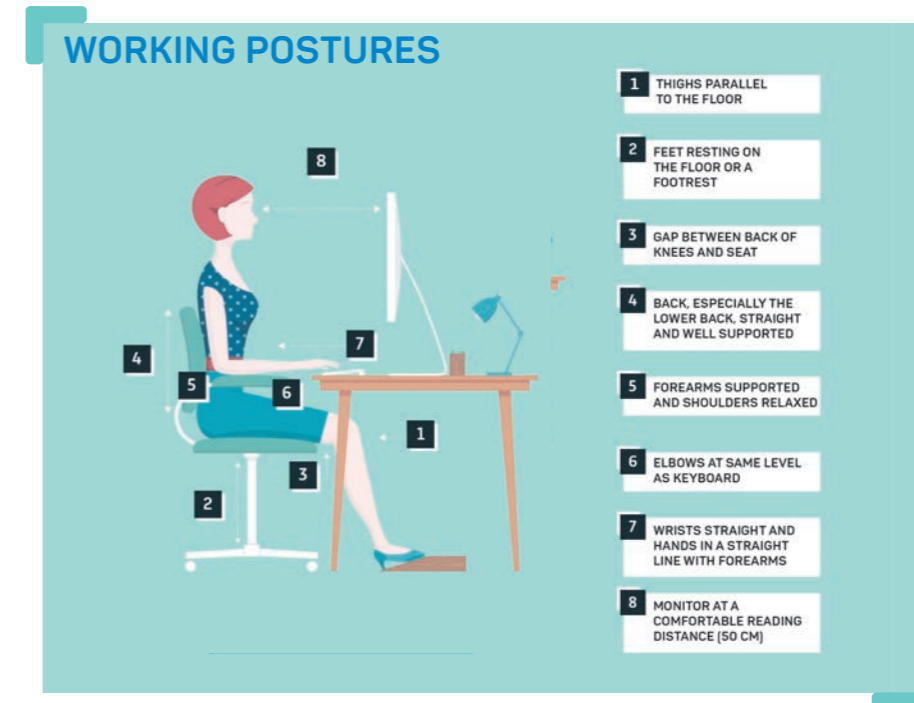 WORKING POSTURES
1 THIGHS PARALLEL
TO THE FLOOR
2 FEET RESTING ON
THE FLOOR OR A
FOOTREST
3 GAP BETWEEN BACK OF
KNEES AND SEAT
4 BACK, ESPECIALLY THE
LOWER BACK, STRAIGHT
AND WELL SUPPORTED
5 FOREARMS SUPPORTED
AND SHOULDERS RELAXED
6 ELBOWS AT SAME LEVEL
AS KEYBOARD
7 WRISTS STRAIGHT AND
HANDS IN A STRAIGHT
LINE WITH FOREARMS
8 MONITOR AT A
COMFORTABLE READING
DISTANCE (50 CM)
8
7
4
5
6
1
3
2